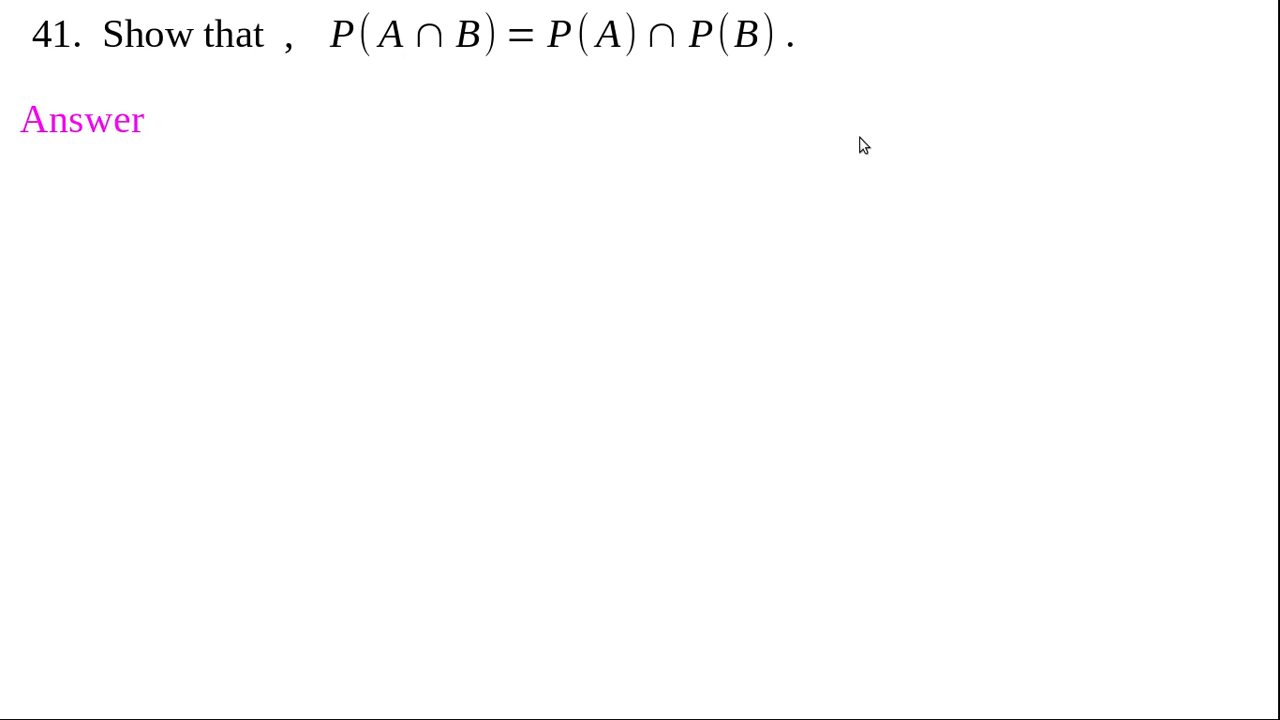 41. Show that , P(A ∩ B) = P(A) ∩ P(B) .
Answer